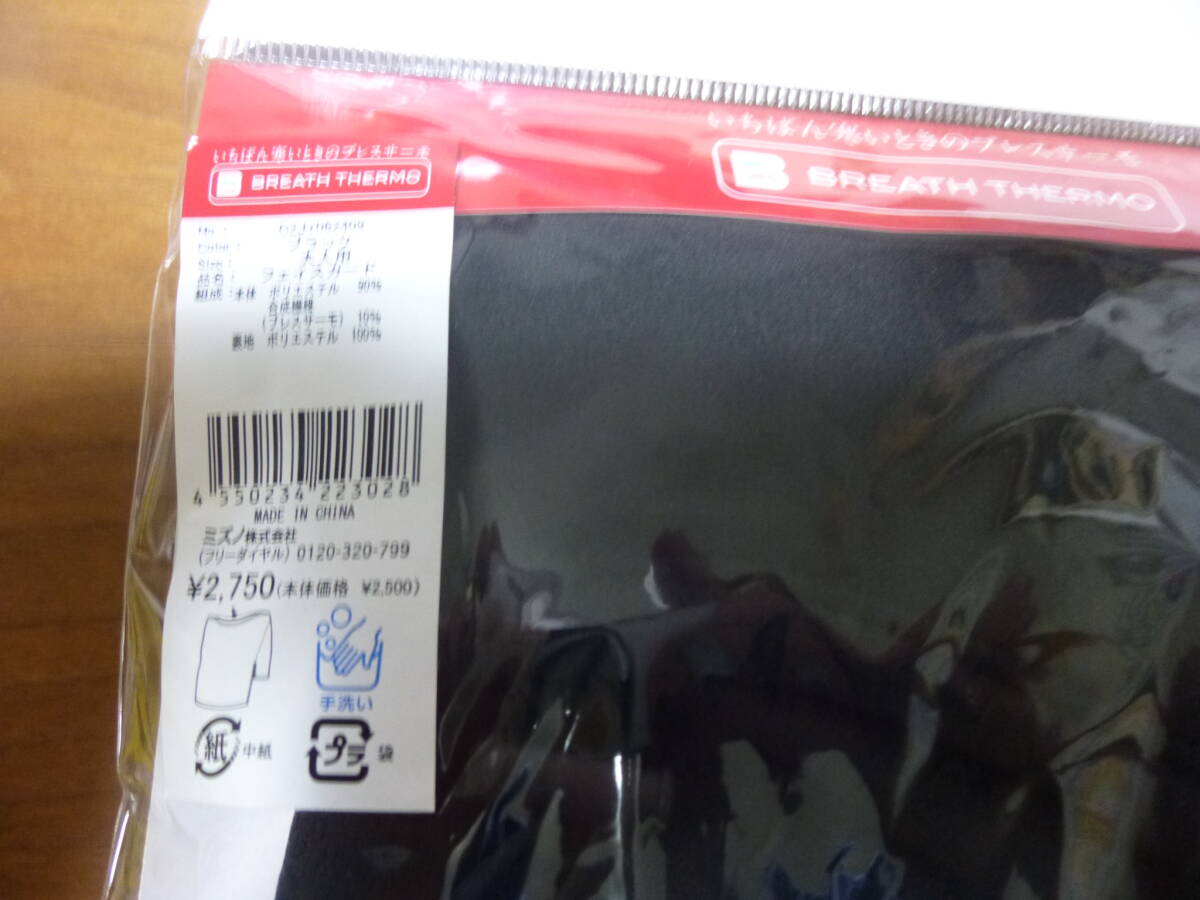 いちばん寒いときのブレスサーモ
BREATH THERMO
いちばん寒いときのブレスサーモ
BREATH THERMO
No. :
Color: ブラック
Size: 大人用
品名: フェイスガード
組成:本体 ポリエステル 90%
合成繊維
(ブレスサーモ) 10%
裏地 ポリエステル 100%
4 550234 223028
MADE IN CHINA
ミズノ株式会社
(フリーダイヤル) 0120-320-799
¥2,750(本体価格 ¥2,500)
手洗い
紙 中紙
プラ 袋